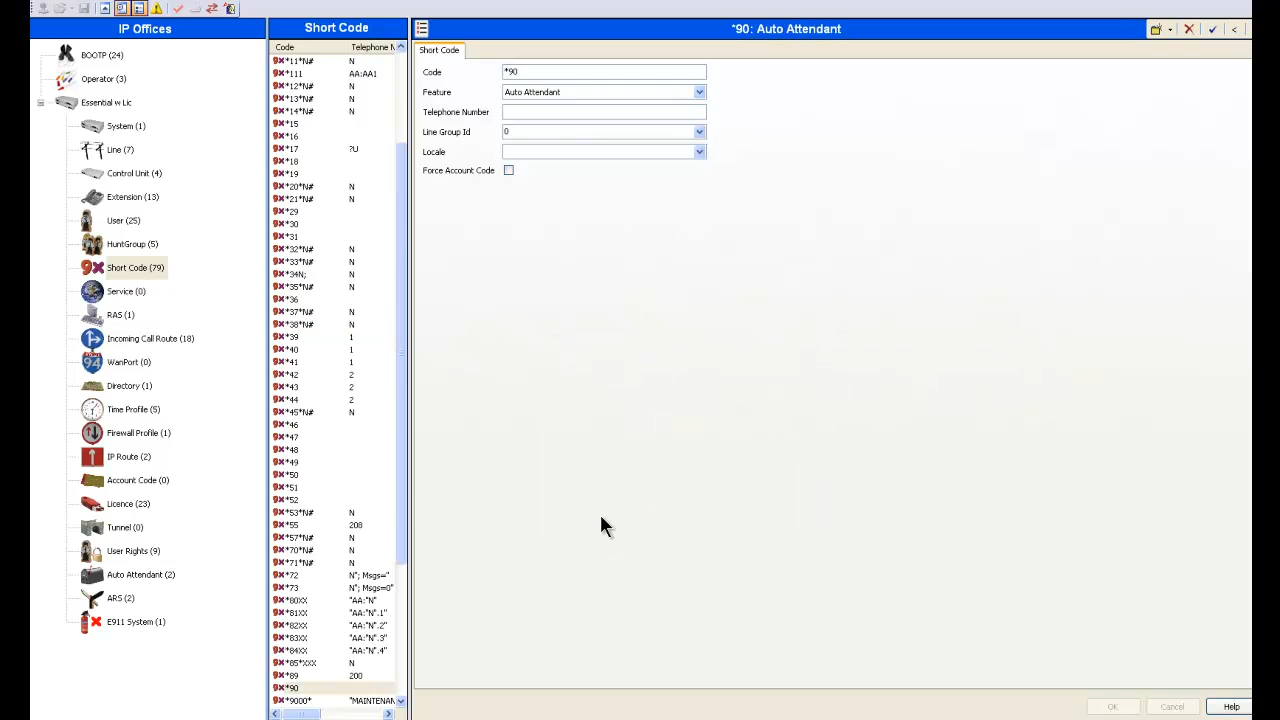 IP Offices
BOOTP (24)
Operator (3)
Essential w Lic
System (1)
Line (7)
Control Unit (4)
Extension (13)
User (25)
HuntGroup (5)
Short Code (79)
Service (0)
RAS (1)
Incoming Call Route (18)
WanPort (0)
Directory (1)
Time Profile (5)
Firewall Profile (1)
IP Route (2)
Account Code (0)
Licence (23)
Tunnel (0)
User Rights (9)
Auto Attendant (2)
ARS (2)
E911 System (1)
Short Code
Code Telephone N
*11*N# N
*111 AA:AA1
*12*N# N
*13*N# N
*14*N# N
*15
*16
*17 ?U
*18
*19
*20*N# N
*21*N# N
*29
*30
*31
*32*N# N
*33*N# N
*34N; N
*35*N# N
*36
*37*N# N
*38*N# N
*39 1
*40 1
*41 1
*42 2
*43 2
*44 2
*45*N# N
*46
*47
*48
*49
*50
*51
*52
*53*N# N
*55 208
*57*N# N
*70*N# N
*71*N# N
*72 N"; Msgs="
*73 N"; Msgs=0"
*80XX "AA:"N"
*81XX "AA:"N".1"
*82XX "AA:"N".2"
*83XX "AA:"N".3"
*84XX "AA:"N".4"
*85*XXX N
*89 200
*90
*9000* "MAINTENAN
*90: Auto Attendant
Short Code
Code *90
Feature Auto Attendant
Telephone Number
Line Group Id 0
Locale
Force Account Code
OK Cancel Help